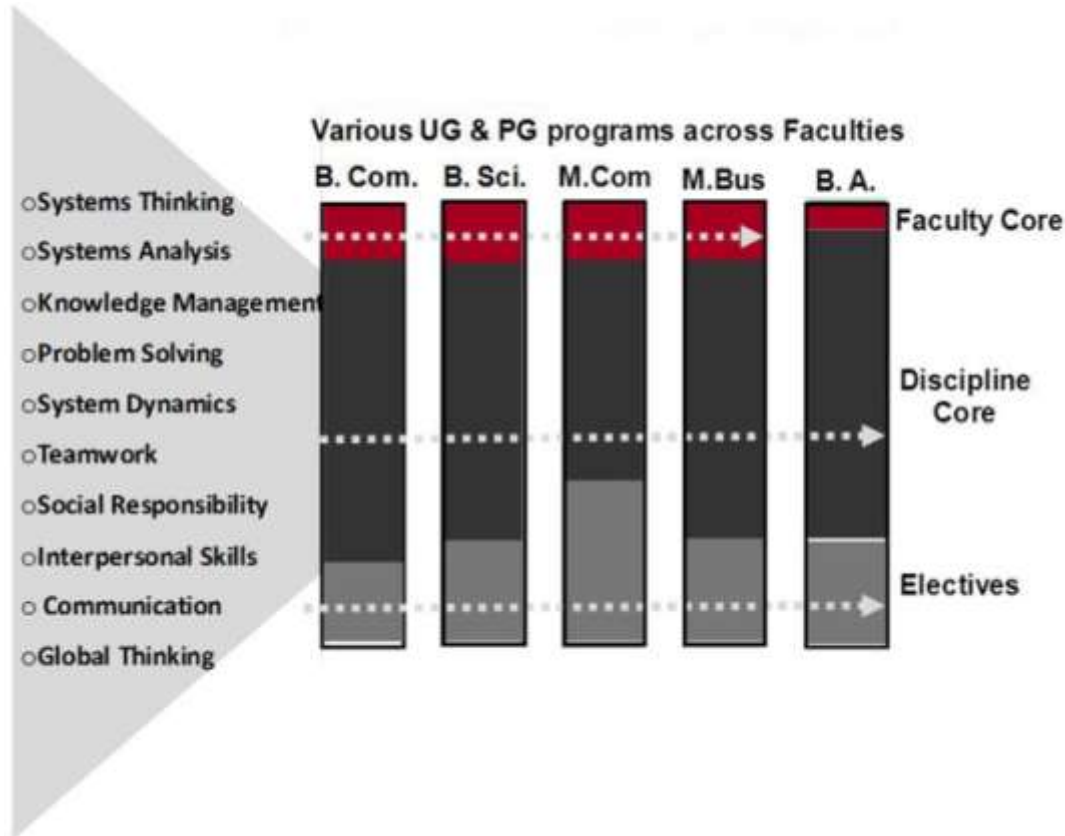 Various UG & PG programs across Faculties
B. Com. B. Sci. M.Com M.Bus B. A.
oSystems Thinking
oSystems Analysis
oKnowledge Management
oProblem Solving
oSystem Dynamics
oTeamwork
oSocial Responsibility
oInterpersonal Skills
o Communication
oGlobal Thinking
Faculty Core
Discipline
Core
Electives